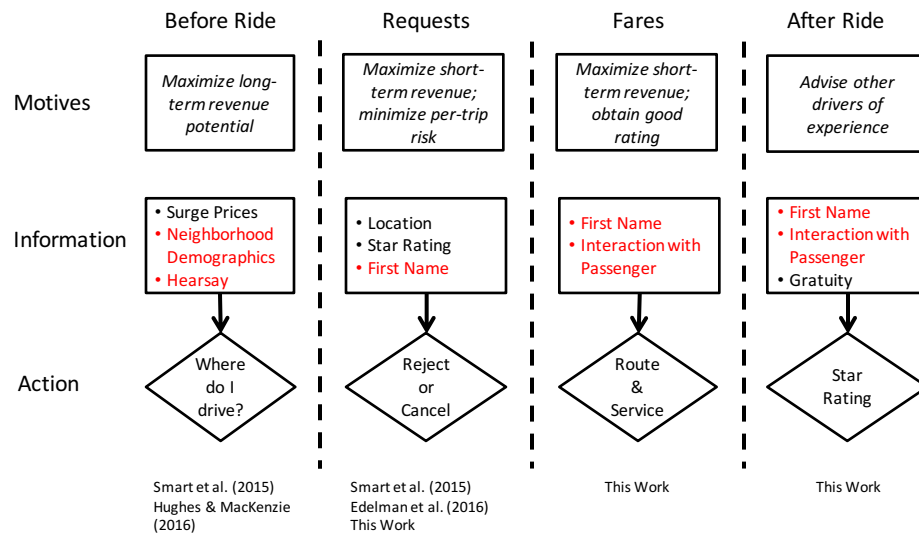 Before Ride
Requests
Fares
After Ride
Motives
Maximize long-
term revenue
potential
Maximize short-
term revenue;
minimize per-trip
risk
Maximize short-
term revenue;
obtain good
rating
Advise other
drivers of
experience
Information
• Surge Prices
• Neighborhood
Demographics
• Hearsay
• Location
• Star Rating
• First Name
• First Name
• Interaction with
Passenger
• First Name
• Interaction with
Passenger
• Gratuity
Action
Where
do I
drive?
Reject
or
Cancel
Route
&
Service
Star
Rating
Smart et al. (2015)
Hughes & MacKenzie
(2016)
Smart et al. (2015)
Edelman et al. (2016)
This Work
This Work
This Work